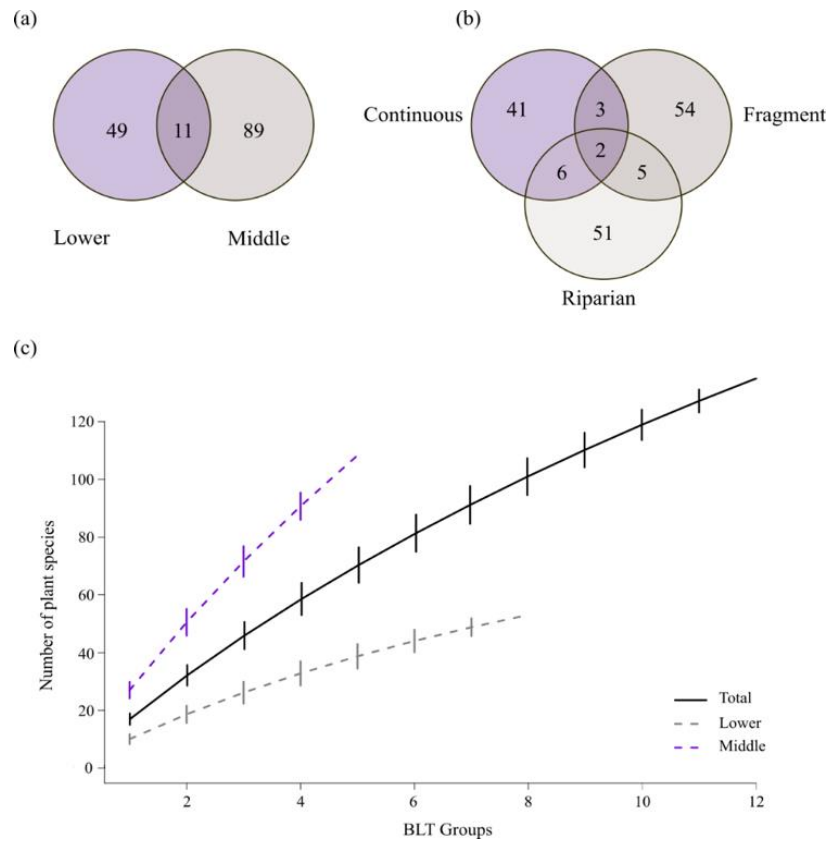 (a)
(b)
49 11 89
Lower Middle
Continuous 41 3 54 Fragment
2
6 5
51
Riparian
(c)
Number of plant species
120
100
80
60
40
20
0
2 4 6 8 10 12
BLT Groups
Total
Lower
Middle